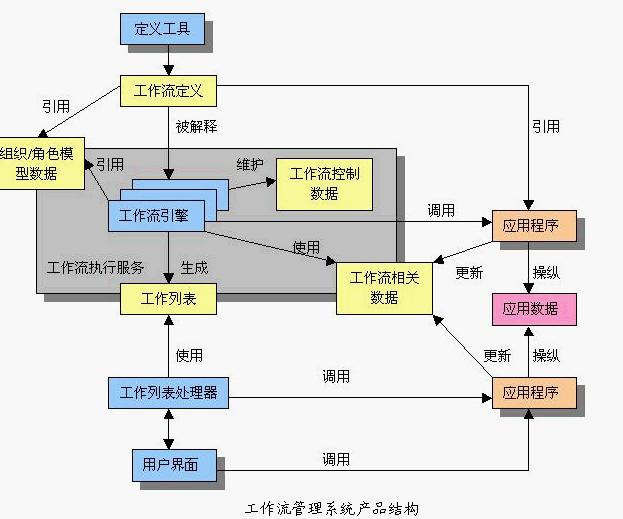 定义工具
工作流定义
引用
被解释
引用
组织/角色模
型数据
引用
维护
工作流控制
数据
工作流引擎
调用
应用程序
使用
工作流执行服务
生成
更新
操纵
工作流相关
数据
工作列表
应用数据
使用
更新
操纵
调用
工作列表处理器
应用程序
用户界面
调用
工作流管理系统产品结构